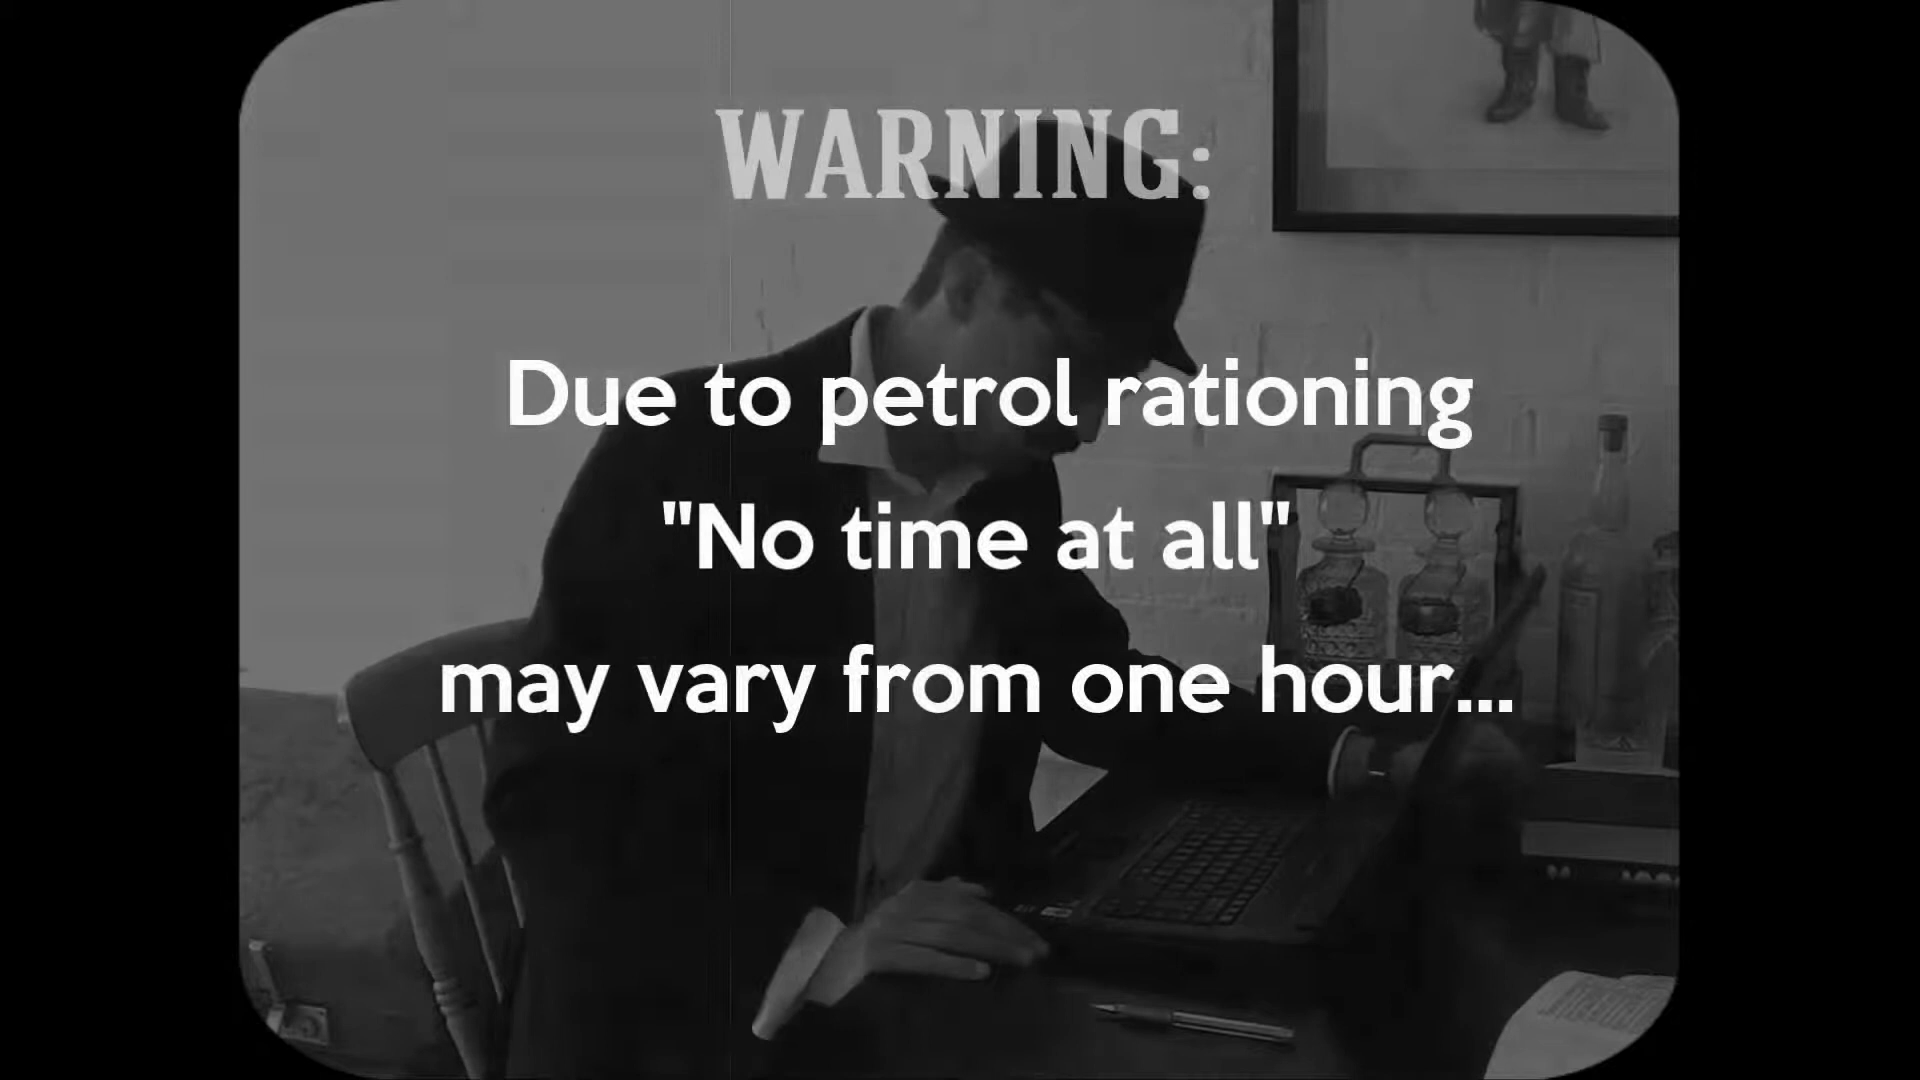 WARNING:
Due to petrol rationing
"No time at all"
may vary from one hour...